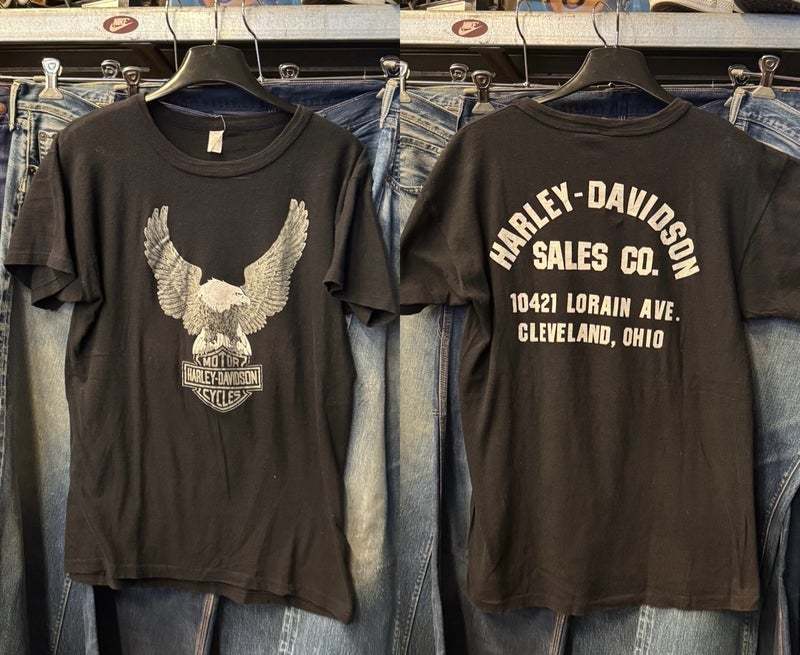 MOTOR
HARLEY-DAVIDSON
CYCLES
HARLEY-DAVIDSON
SALES CO.
10421 LORAIN AVE.
CLEVELAND, OHIO